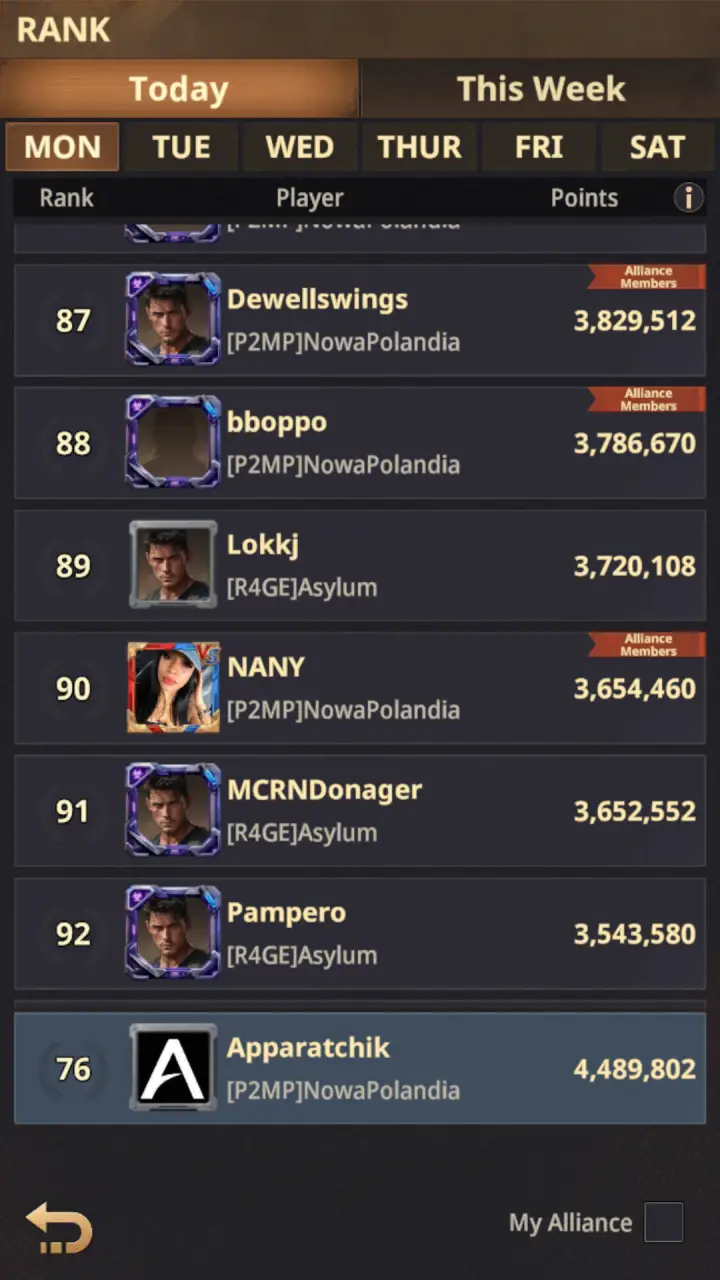 RANK
Today
This Week
MON
TUE
WED
THUR
FRI
SAT
Rank
Player
Points
[P2MP]NowaPolandia
87
Dewellswings
[P2MP]NowaPolandia
Alliance
Members
3,829,512
88
bboppo
[P2MP]NowaPolandia
Alliance
Members
3,786,670
89
Lokkj
[R4GE]Asylum
3,720,108
90
VS
NANY
[P2MP]NowaPolandia
Alliance
Members
3,654,460
91
MCRNDonager
[R4GE]Asylum
3,652,552
92
Pampero
[R4GE]Asylum
3,543,580
76
A
Apparatchik
[P2MP]NowaPolandia
4,489,802
My Alliance